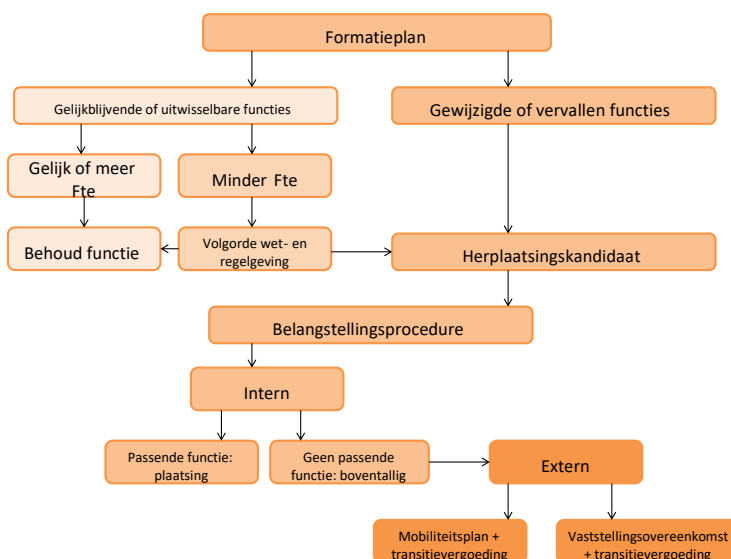 Formatieplan
Gelijkblijvende of uitwisselbare functies
Gewijzigde of vervallen functies
Gelijk of meer
Fte
Minder Fte
Behoud functie
Volgorde wet- en
regelgeving
Herplaatsingskandidaat
Belangstellingsprocedure
Intern
Passende functie:
plaatsing
Geen passende
functie: boventallig
Extern
Mobiliteitsplan +
transitievergoeding
Vaststellingsovereenkomst
+ transitievergoeding